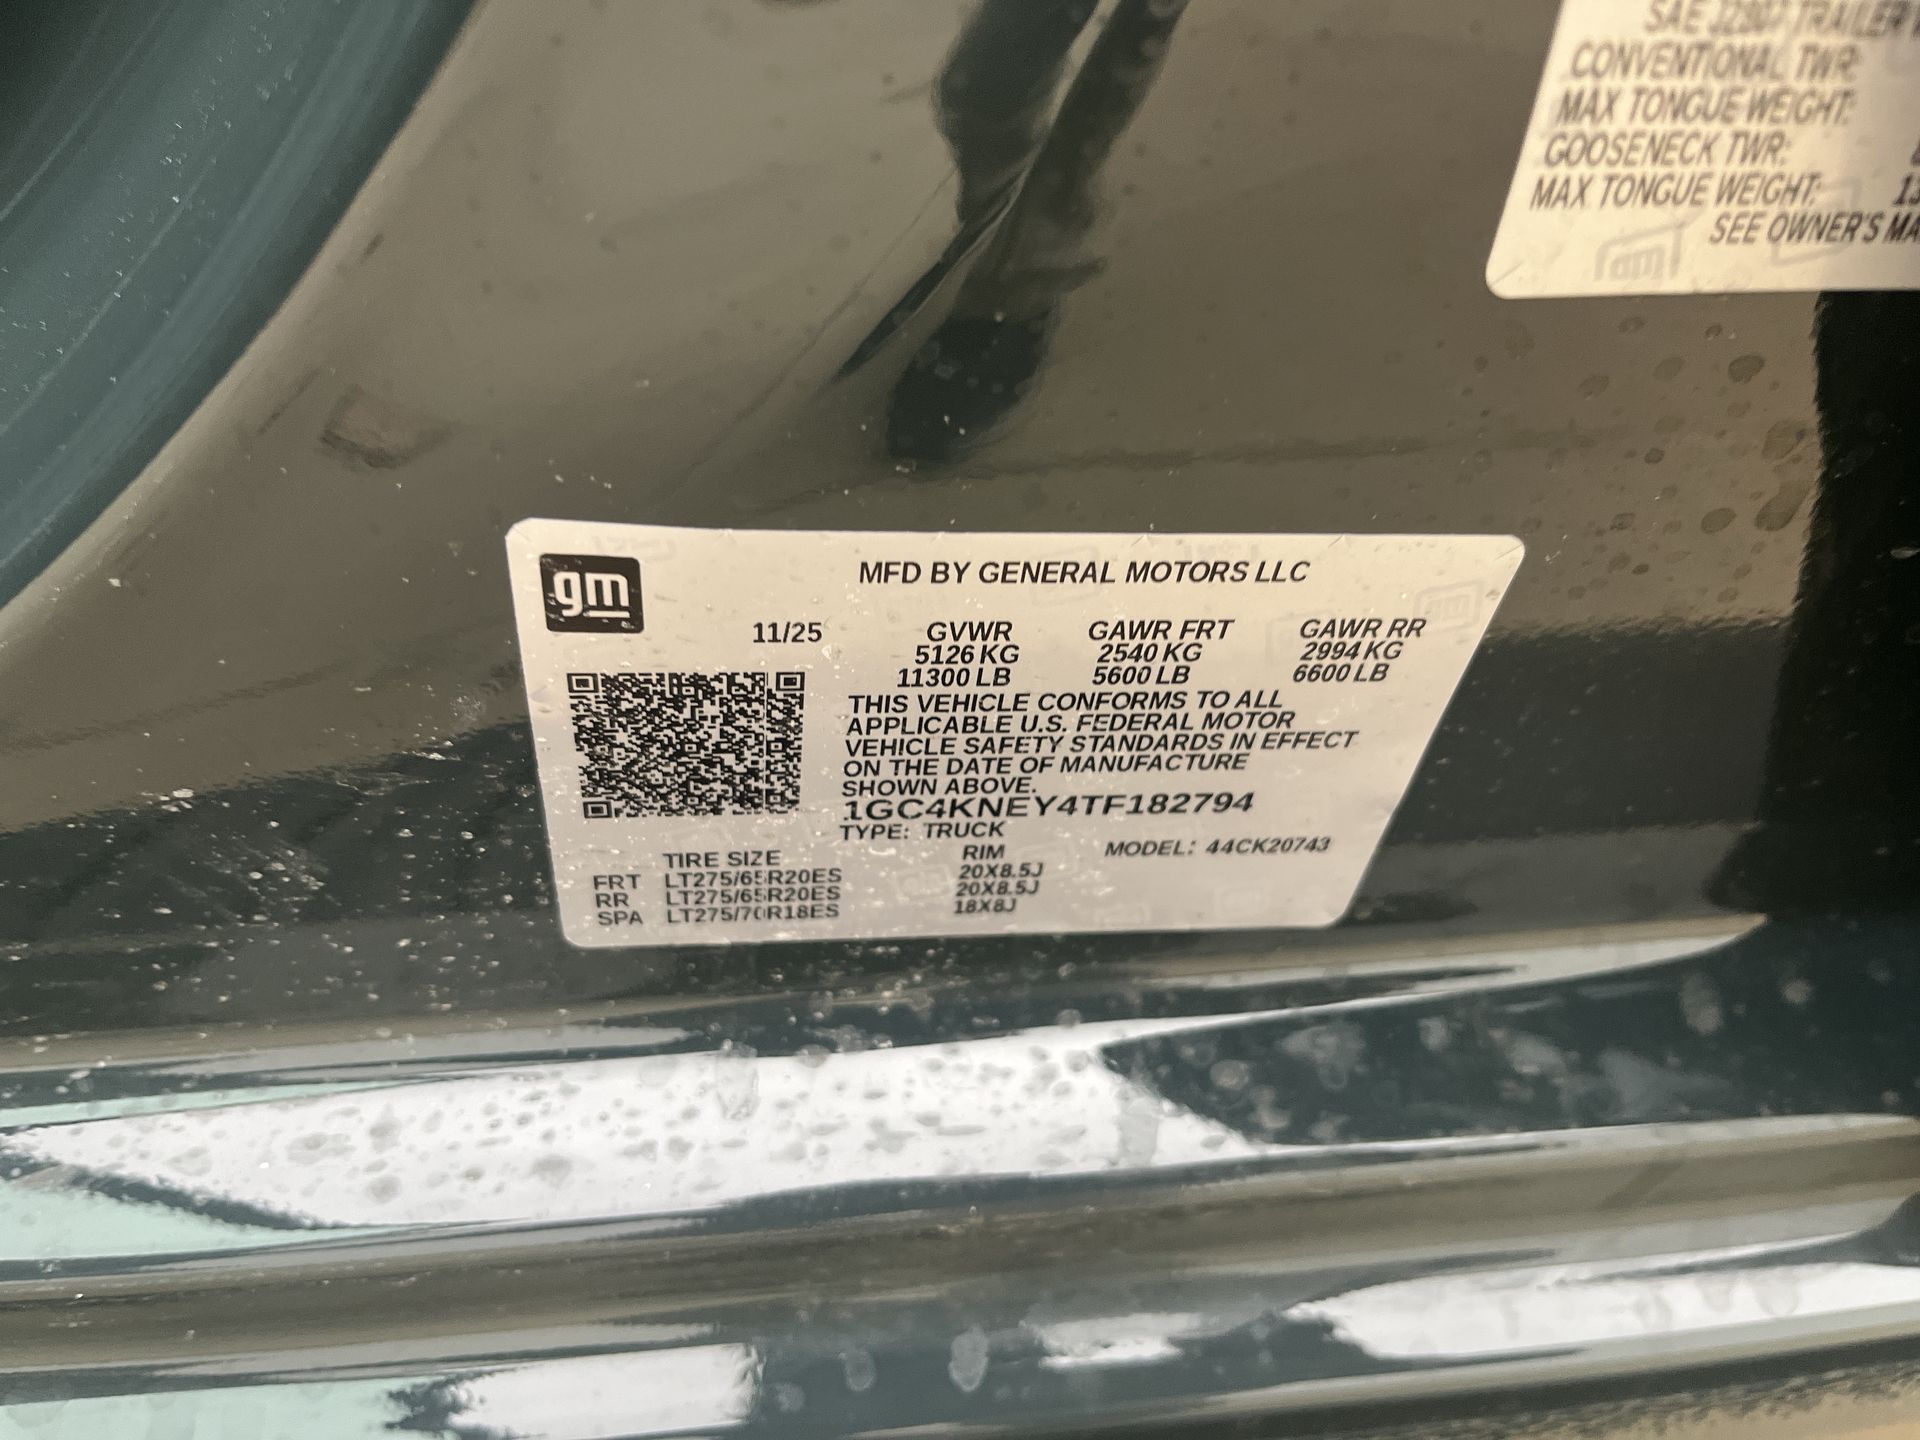 SAE J2807 TRAILER
CONVENTIONAL TWR:
MAX TONGUE WEIGHT:
GOOSENECK TWR:
MAX TONGUE WEIGHT:
SEE OWNER'S
gm
MFD BY GENERAL MOTORS LLC
11/25 GVWR GAWR FRT GAWR RR
5126 KG 2540 KG 2994 KG
11300 LB 5600 LB 6600 LB
THIS VEHICLE CONFORMS TO ALL
APPLICABLE U.S. FEDERAL MOTOR
VEHICLE SAFETY STANDARDS IN EFFECT
ON THE DATE OF MANUFACTURE
SHOWN ABOVE.
1GC4KNEY4TF182794
TYPE: TRUCK MODEL: 44CK20743
TIRE SIZE RIM
FRT LT275/65R20ES 20X8.5J
RR LT275/65R20ES 20X8.5J
SPA LT275/70R18ES 18X8J